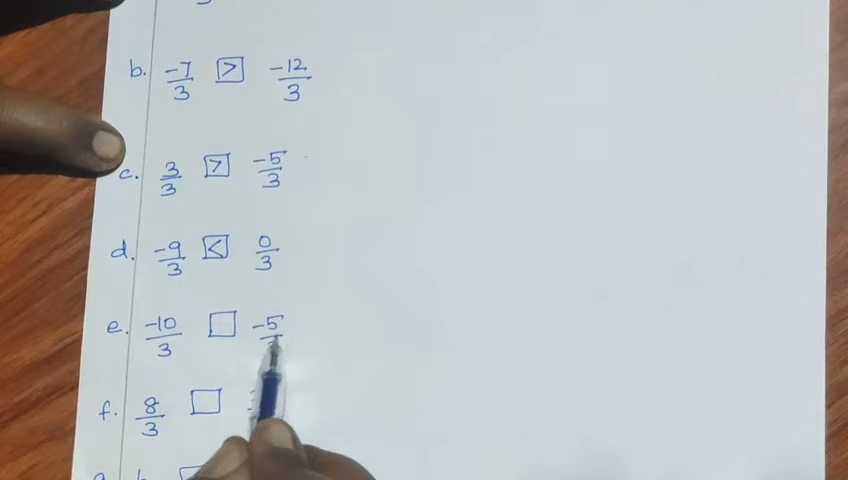 b. -7/3 > -12/3
c. 3/3 > -5/3
d. -9/3 < 0/3
e. -10/3 □ -5
f. 8/3 □